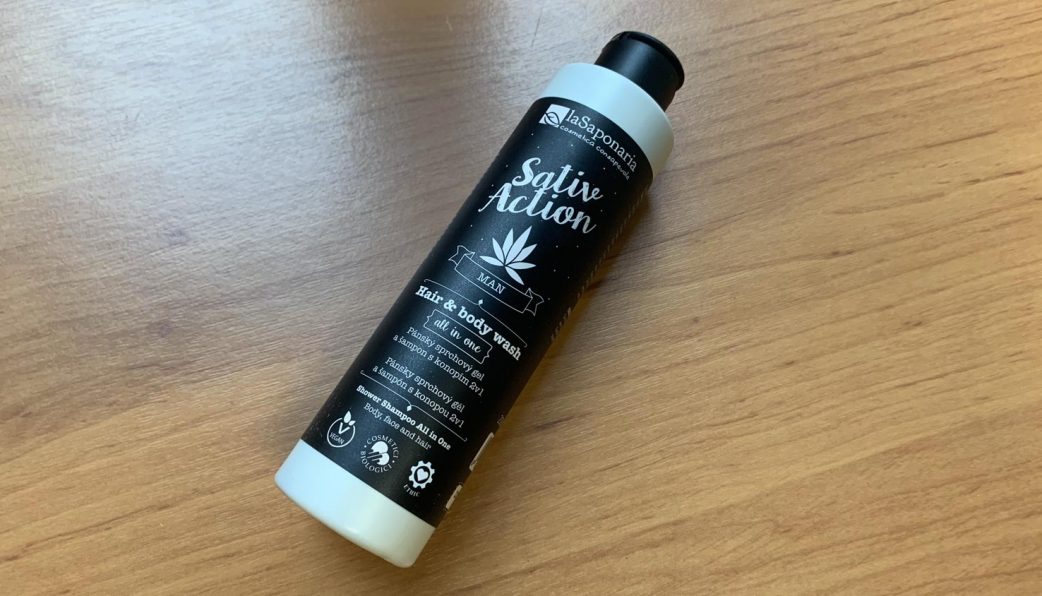 laSaponaria
cosmetica consapevole
Sativ
Action
MAN
Hair & body wash
all in one
Pánský sprchový gel
a šampon s konopím 2v1
Pánsky sprchový gél
a šampón s konopou 2v1
Shower Shampoo All in One
Body, face and hair
VEGAN
COSMETICI
BIOLOGICI
ETHIC